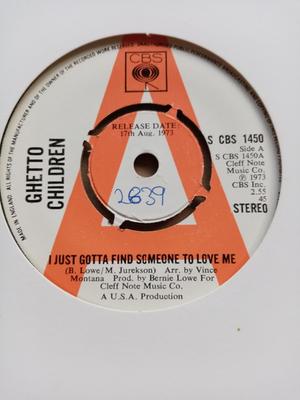 ALL RIGHTS OF THE MANUFACTURER AND OF THE OWNER OF THE RECORDED WORK RESERVED.
CBS
RELEASE DATE:
17th Aug. 1973
GHETTO
CHILDREN
S CBS 1450
Side A
S CBS 1450A
Cleff Note
Music Co.
℗ 1973
CBS Inc.
2.55
45
STEREO
2639
MADE IN ENGLAND.
I JUST GOTTA FIND SOMEONE TO LOVE ME
(B. Lowe/M. Jurekson) Arr. by Vince
Montana Prod. by Bernie Lowe For
Cleff Note Music Co.
A U.S.A. Production